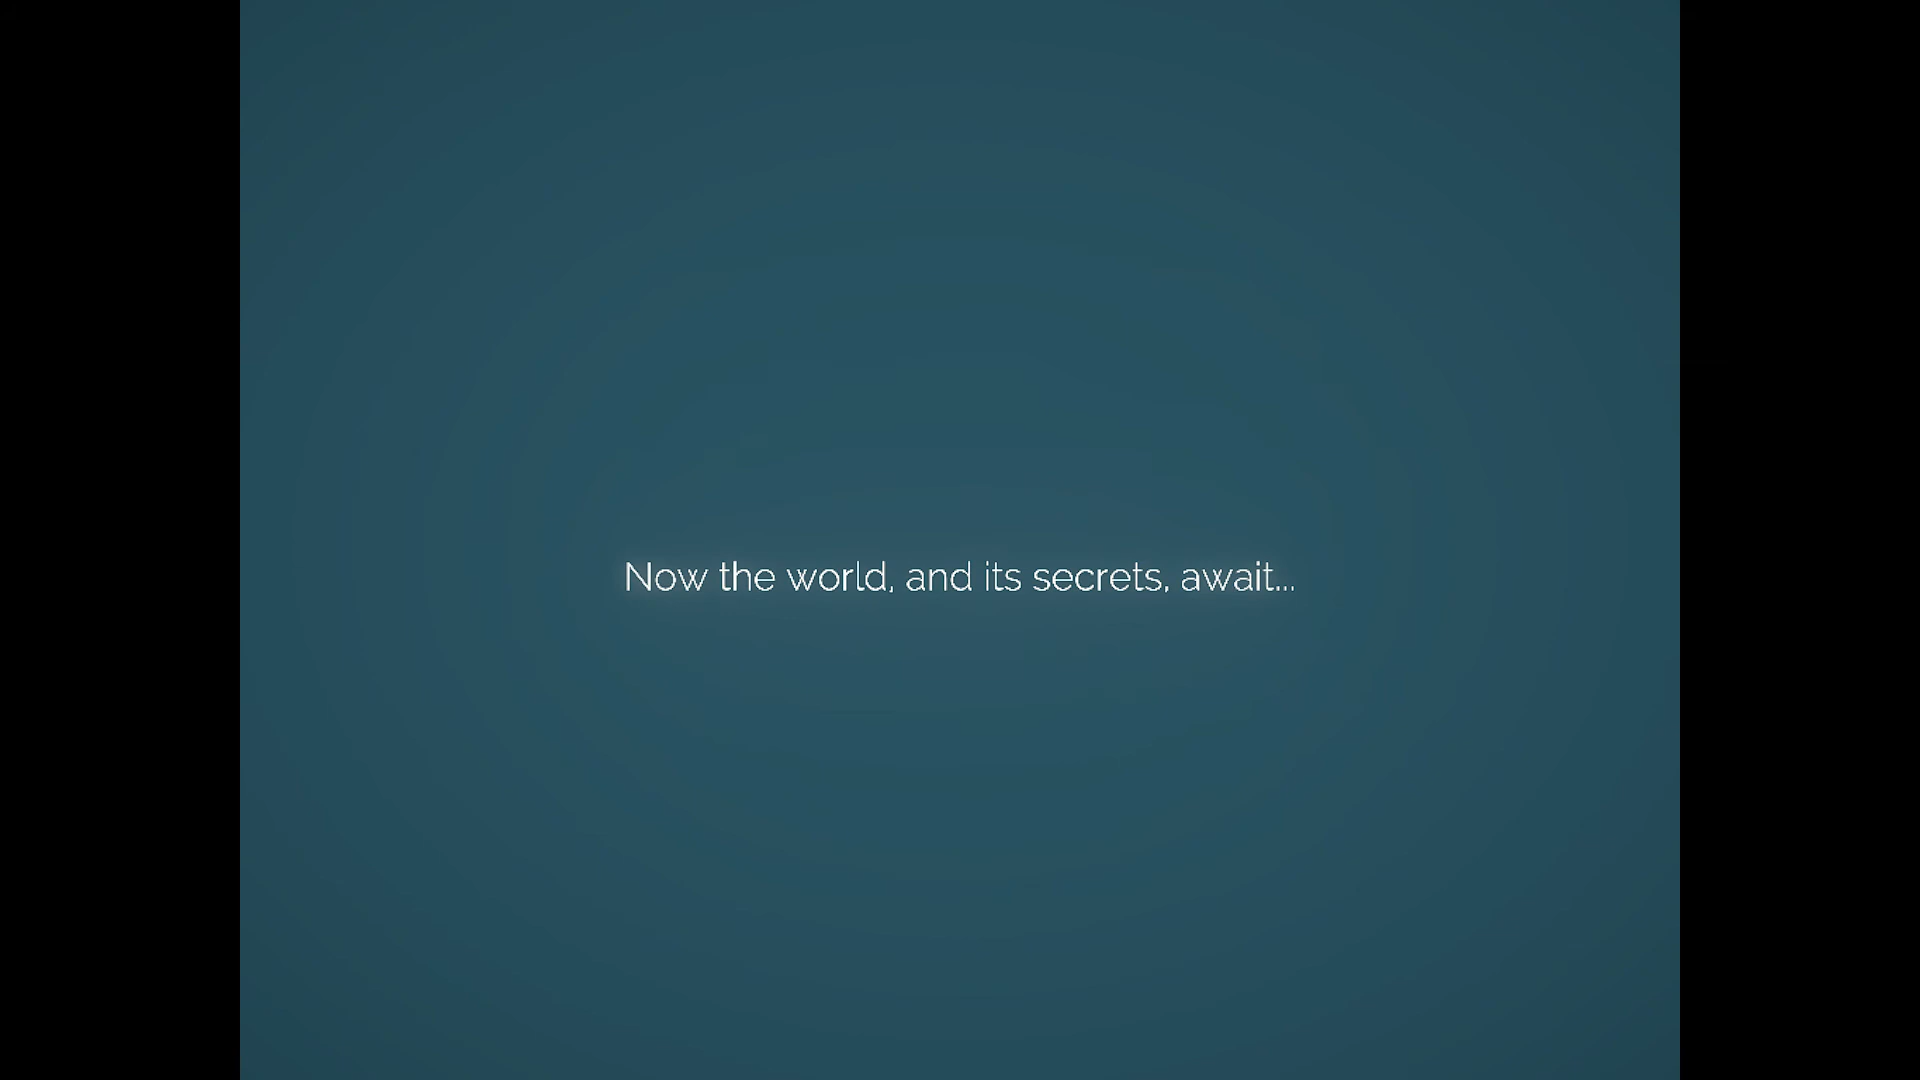 Now the world, and its secrets, await...